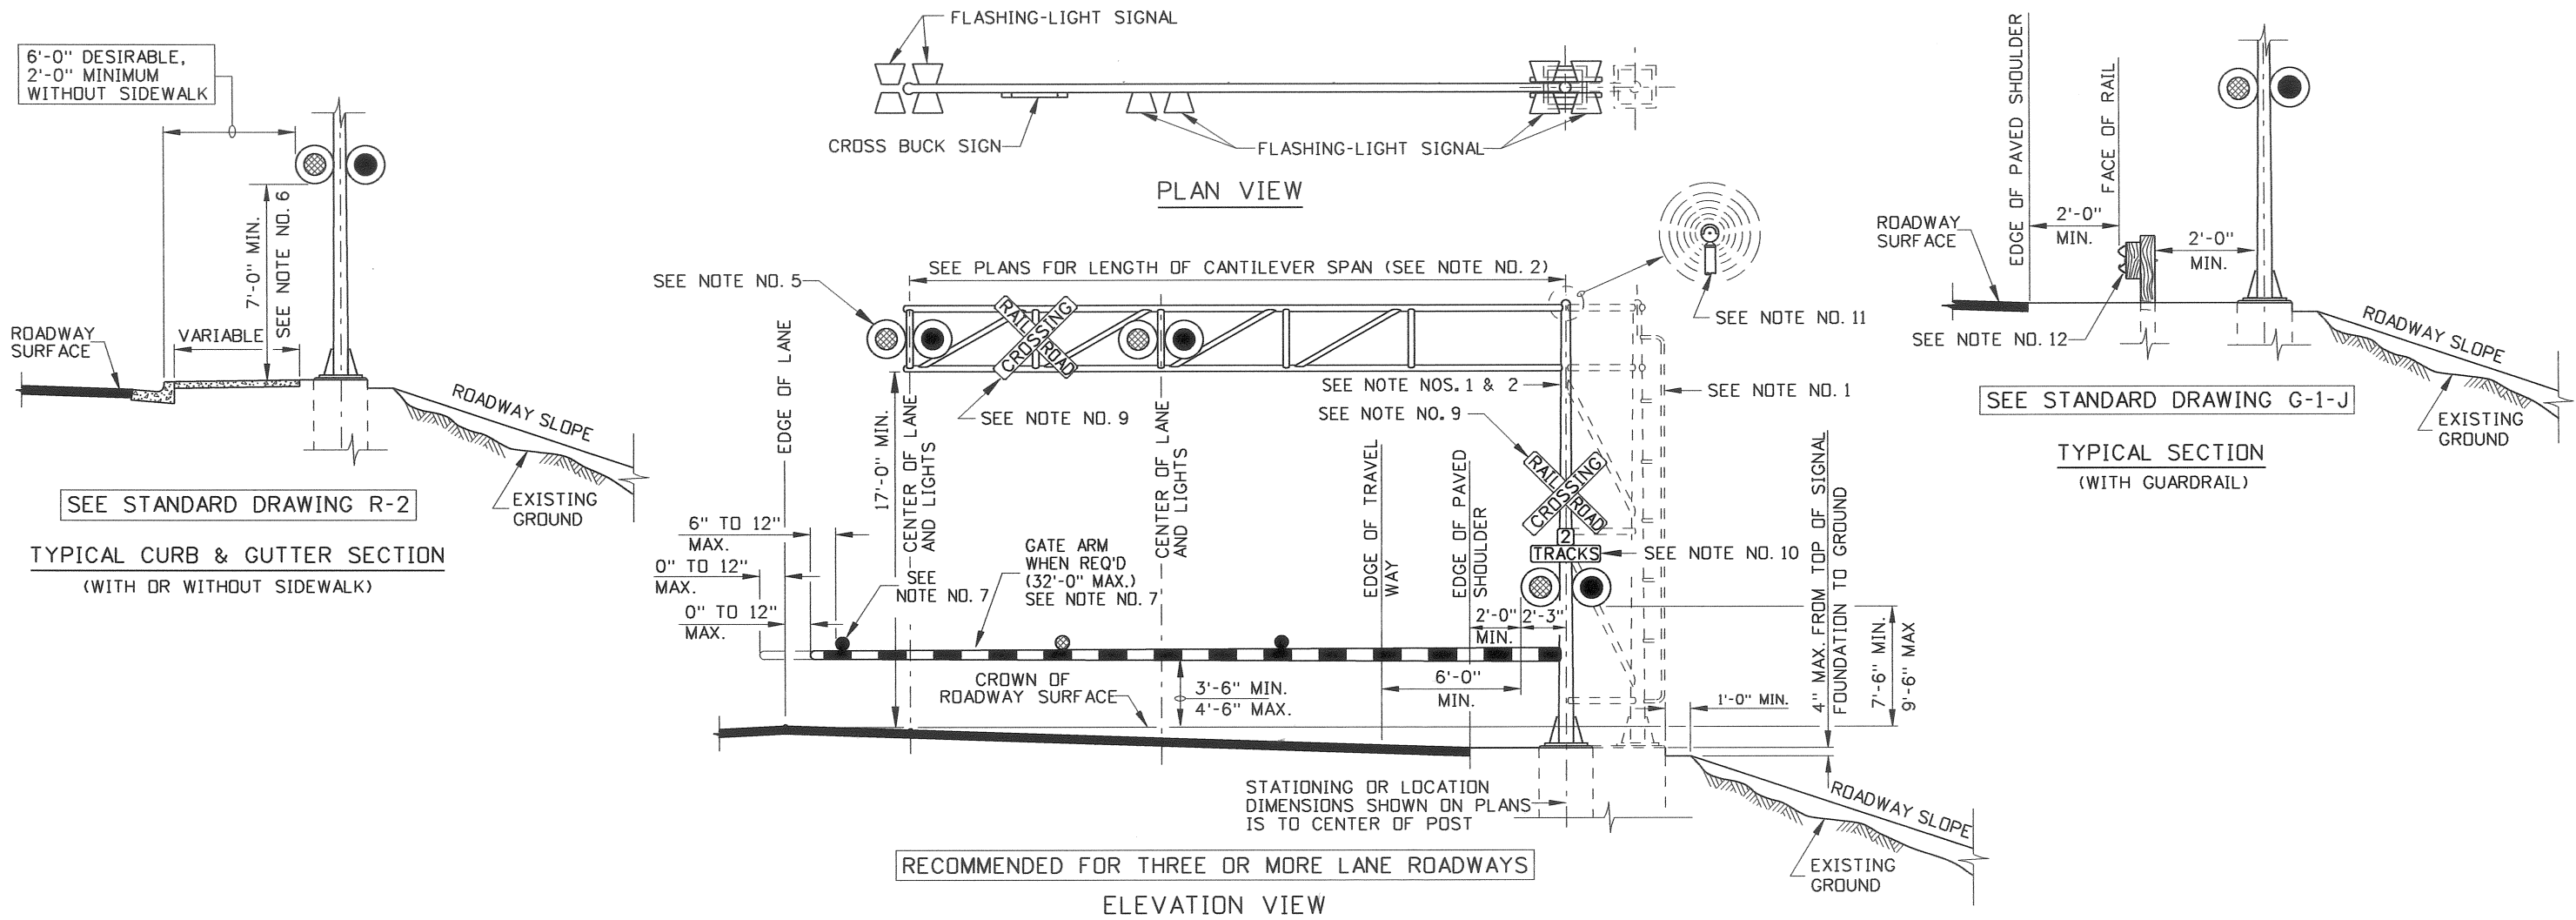 6'-0" DESIRABLE,
2'-0" MINIMUM
WITHOUT SIDEWALK
7'-0" MIN.
SEE NOTE NO. 6
VARIABLE
ROADWAY
SURFACE
ROADWAY SLOPE
EXISTING
GROUND
SEE STANDARD DRAWING R-2
TYPICAL CURB & GUTTER SECTION
(WITH OR WITHOUT SIDEWALK)
FLASHING-LIGHT SIGNAL
CROSS BUCK SIGN
FLASHING-LIGHT SIGNAL
PLAN VIEW
SEE NOTE NO. 5
SEE PLANS FOR LENGTH OF CANTILEVER SPAN (SEE NOTE NO. 2)
SEE NOTE NO. 11
RAIL ROAD
CROSSING
SEE NOTE NO. 9
SEE NOTE NOS. 1 & 2
SEE NOTE NO. 1
SEE NOTE NO. 9
RAIL ROAD
CROSSING
2
TRACKS
SEE NOTE NO. 10
EDGE OF LANE
17'-0" MIN.
CENTER OF LANE
AND LIGHTS
CENTER OF LANE
AND LIGHTS
EDGE OF TRAVEL
WAY
EDGE OF PAVED
SHOULDER
6" TO 12"
MAX.
0" TO 12"
MAX.
0" TO 12"
MAX.
SEE
NOTE NO. 7
GATE ARM
WHEN REQ'D
(32'-0" MAX.)
SEE NOTE NO. 7
2'-0"
MIN.
2'-3"
CROWN OF
ROADWAY SURFACE
3'-6" MIN.
4'-6" MAX.
6'-0"
MIN.
1'-0" MIN.
4" MAX. FROM TOP OF SIGNAL
FOUNDATION TO GROUND
7'-6" MIN.
9'-6" MAX
STATIONING OR LOCATION
DIMENSIONS SHOWN ON PLANS
IS TO CENTER OF POST
ROADWAY SLOPE
EXISTING
GROUND
RECOMMENDED FOR THREE OR MORE LANE ROADWAYS
ELEVATION VIEW
EDGE OF PAVED SHOULDER
FACE OF RAIL
ROADWAY
SURFACE
2'-0"
MIN.
2'-0"
MIN.
SEE NOTE NO. 12
ROADWAY SLOPE
EXISTING
GROUND
SEE STANDARD DRAWING G-1-J
TYPICAL SECTION
(WITH GUARDRAIL)